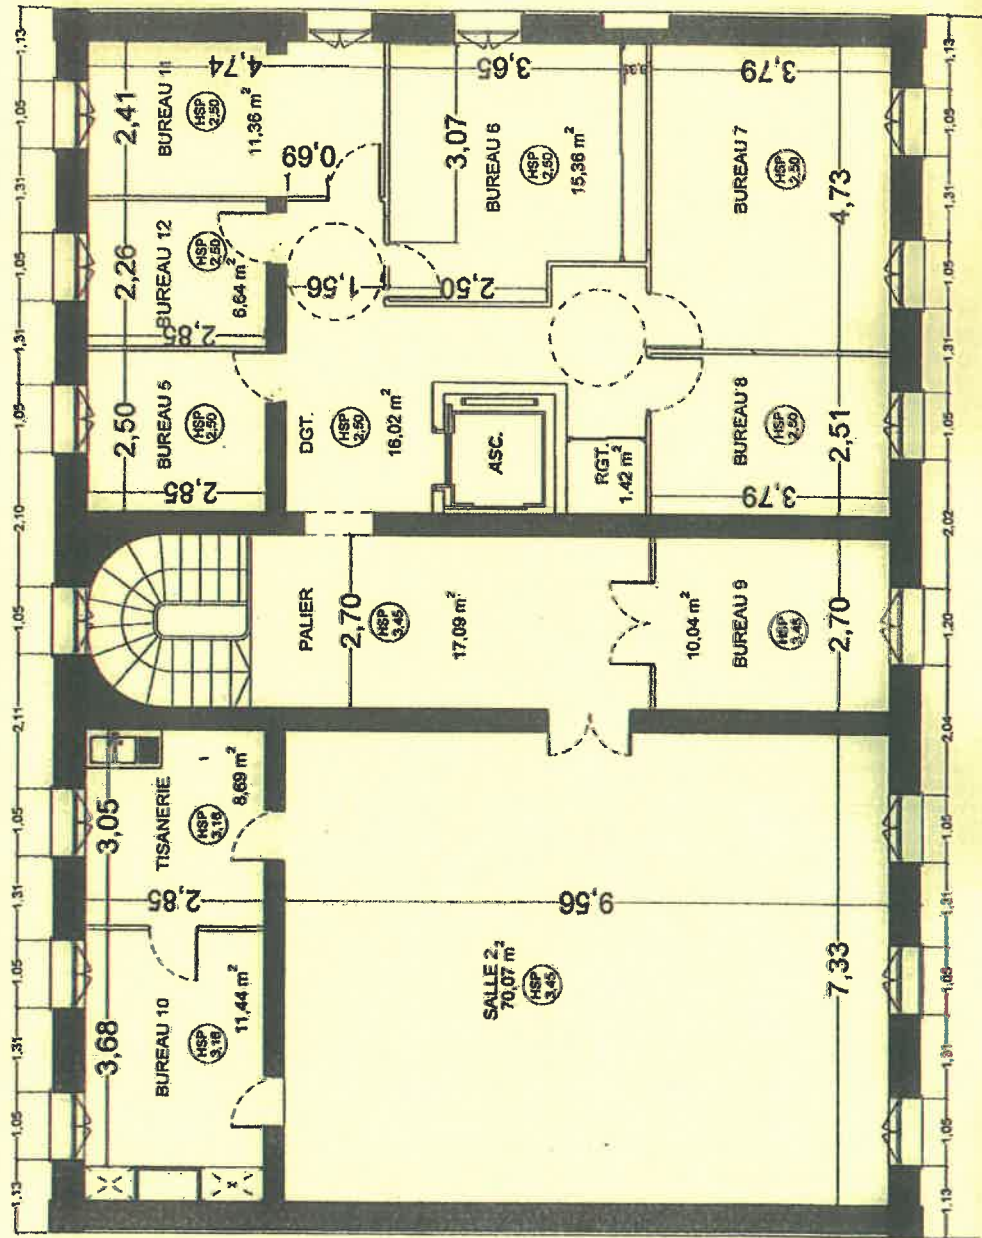 1,13
1,05
1,31
1,05
1,31
1,05
2,11
1,05
2,10
1,05
1,31
1,05
1,31
1,05
1,13
3,68
BUREAU 10
HSP
3,16
11,44 m²
3,05
TISANERIE
HSP
3,16
8,69 m²
2,85
2,50
BUREAU 5
HSP
2,50
2,85
2,26
BUREAU 12
HSP
2,50
6,64 m²
2,85
2,41
BUREAU 11
HSP
2,50
11,36 m²
4,74
0,69
1,56
PALIER
2,70
HSP
3,45
17,09 m²
DGT.
HSP
2,50
16,02 m²
ASC.
RGT.
1,42 m²
2,50
3,07
BUREAU 6
HSP
2,50
15,36 m²
3,65
SALLE 2
70,07 m²
HSP
3,45
9,56
7,33
10,04 m²
BUREAU 9
HSP
3,45
2,70
BUREAU 8
HSP
2,50
2,51
3,79
BUREAU 7
HSP
2,50
4,73
3,79
1,13
1,05
1,31
1,05
1,31
1,05
2,04
1,20
2,02
1,05
1,31
1,05
1,31
1,05
1,13